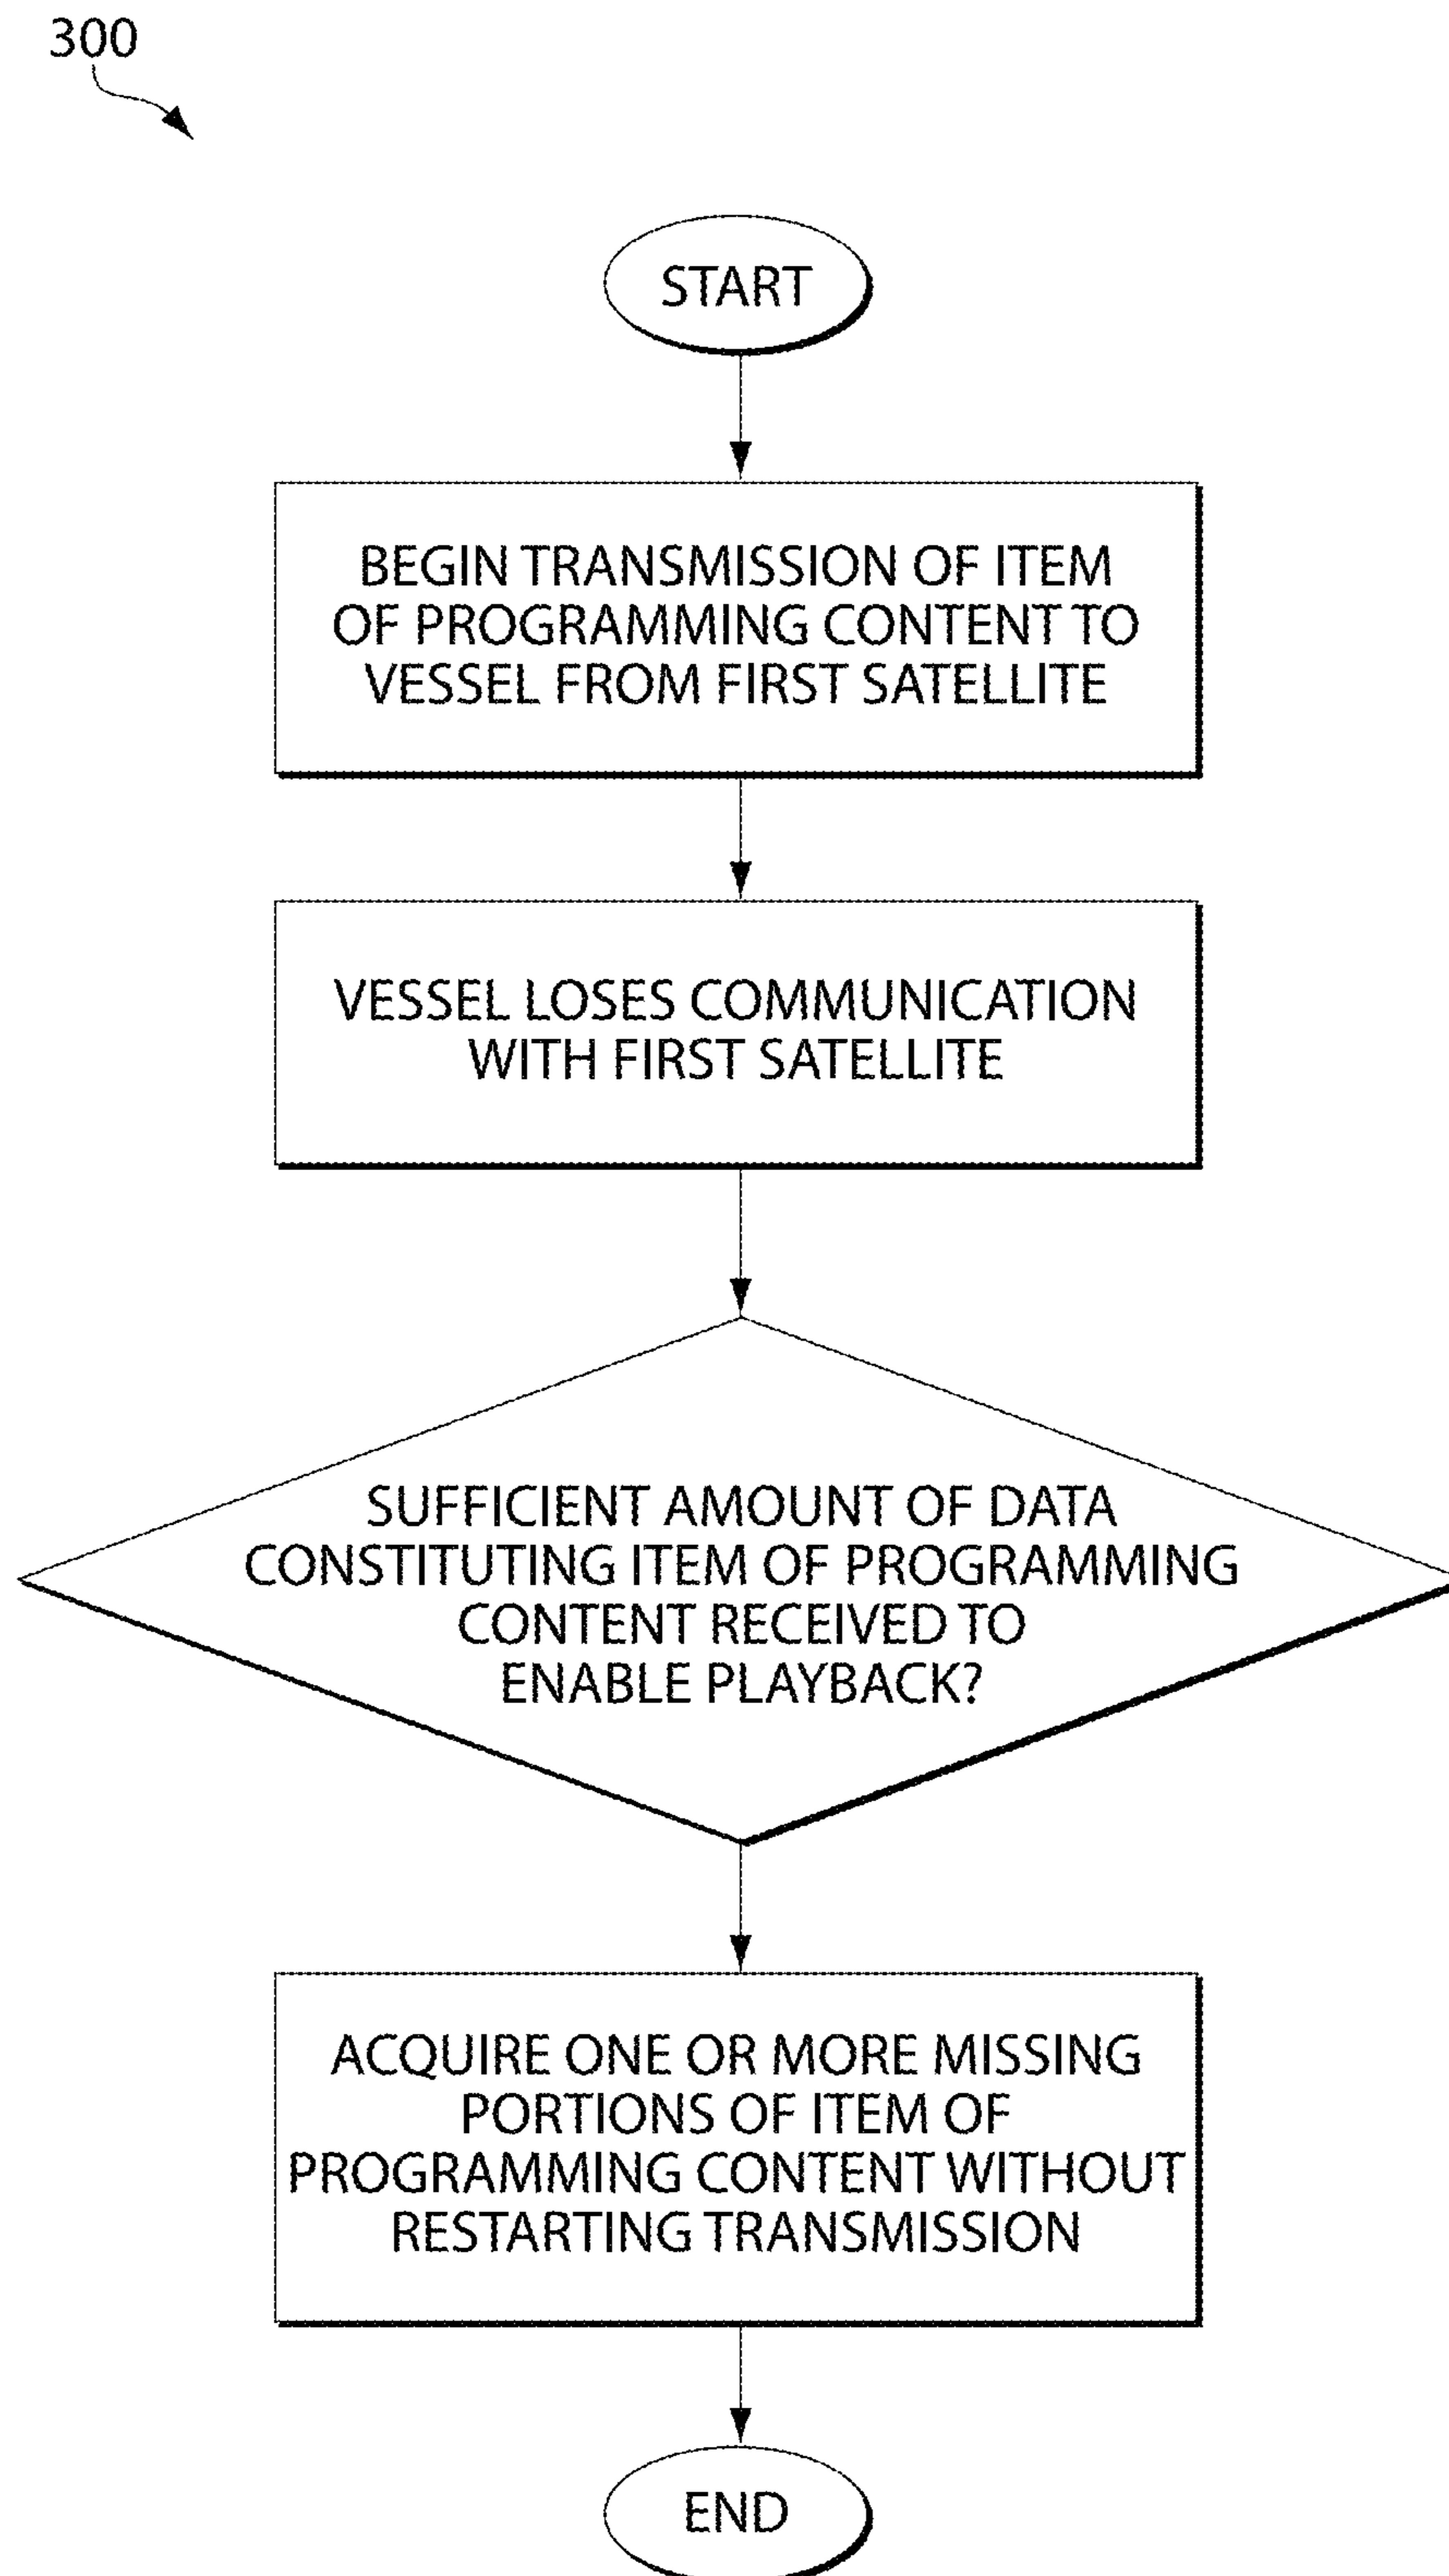 300
START
BEGIN TRANSMISSION OF ITEM
OF PROGRAMMING CONTENT TO
VESSEL FROM FIRST SATELLITE
VESSEL LOSES COMMUNICATION
WITH FIRST SATELLITE
SUFFICIENT AMOUNT OF DATA
CONSTITUTING ITEM OF PROGRAMMING
CONTENT RECEIVED TO
ENABLE PLAYBACK?
ACQUIRE ONE OR MORE MISSING
PORTIONS OF ITEM OF
PROGRAMMING CONTENT WITHOUT
RESTARTING TRANSMISSION
END